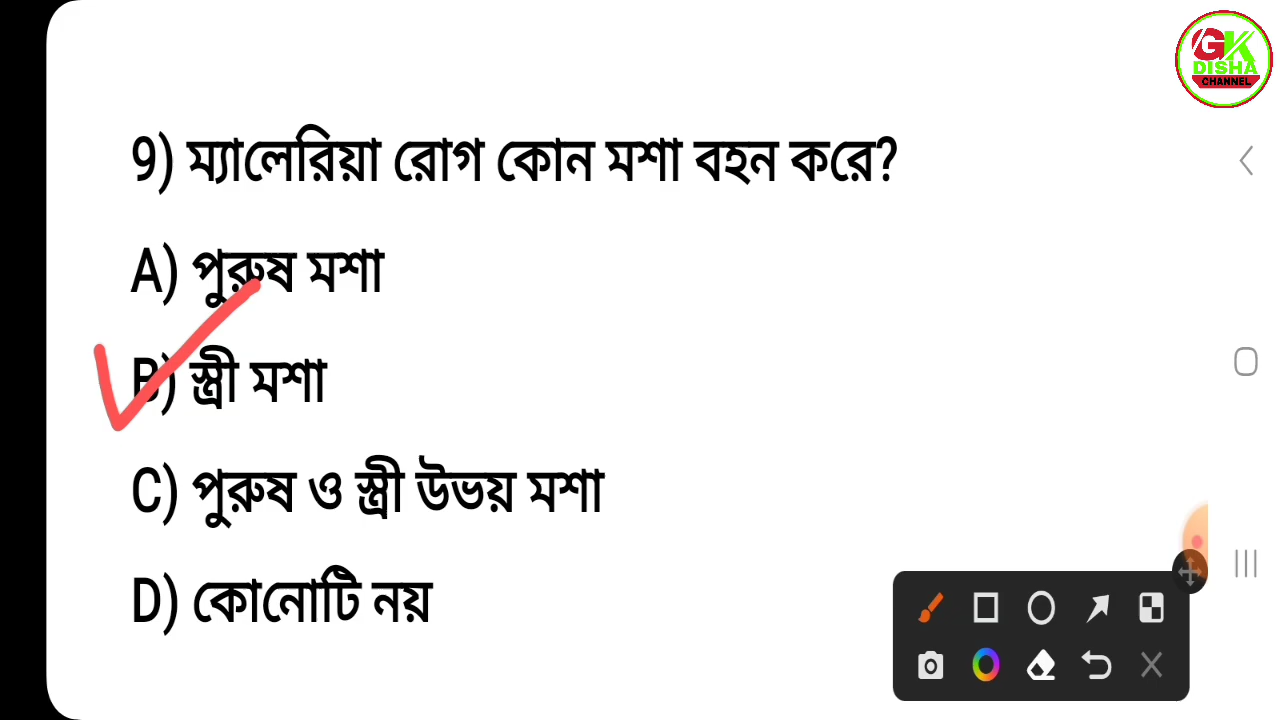 GK
DISHA
CHANNEL
9) ম্যালেরিয়া রোগ কোন মশা বহন করে?
A) পুরুষ মশা
B) স্ত্রী মশা
C) পুরুষ ও স্ত্রী উভয় মশা
D) কোনোটি নয়